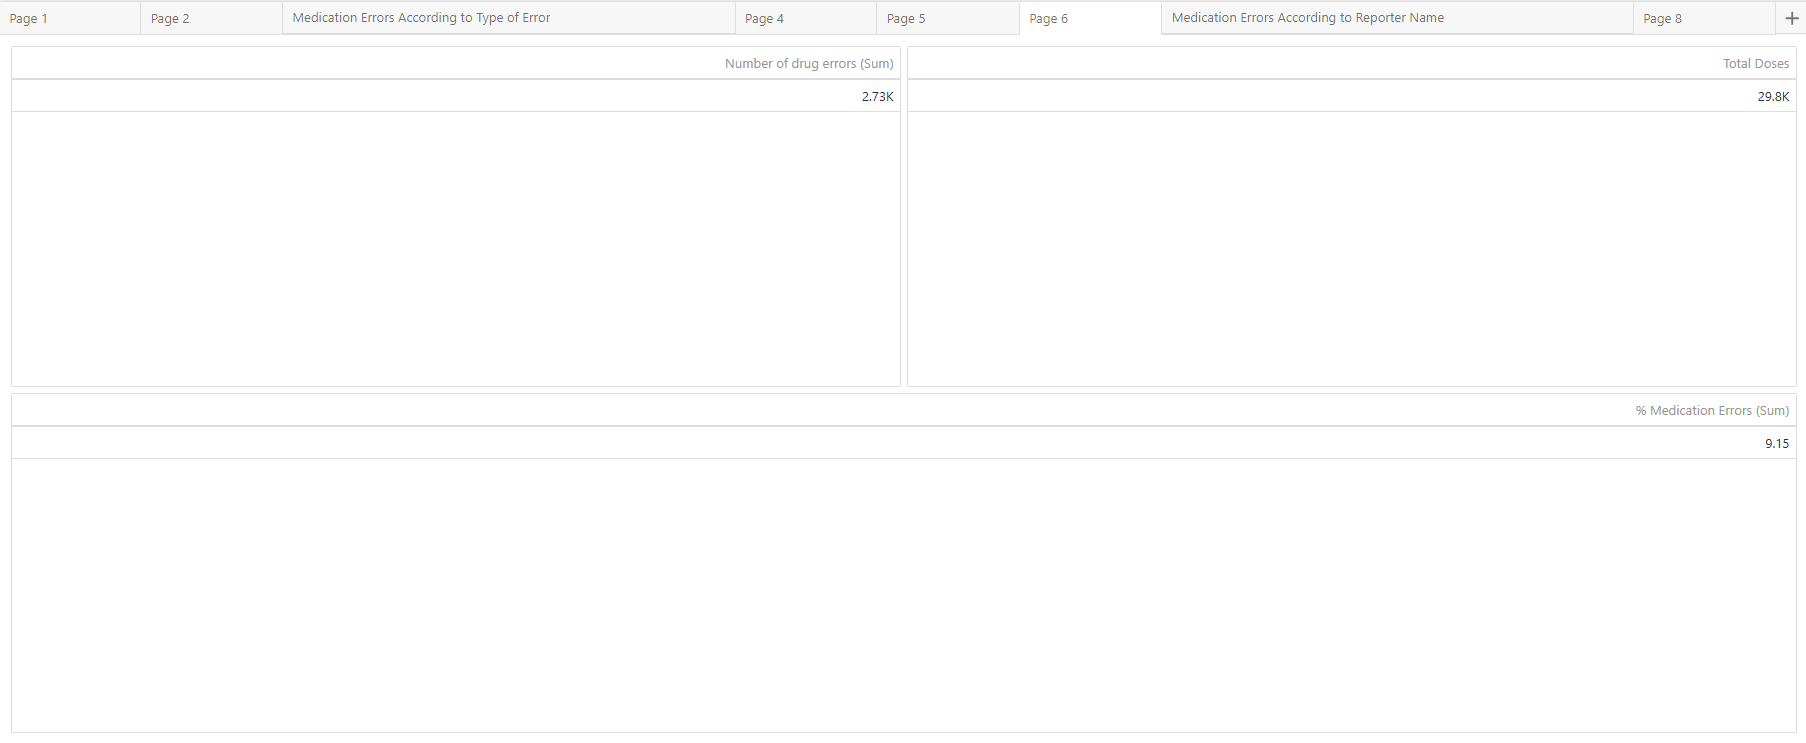 Page 1 Page 2 Medication Errors According to Type of Error Page 4 Page 5 Page 6 Medication Errors According to Reporter Name Page 8 +
Number of drug errors (Sum)
2.73K
Total Doses
29.8K
% Medication Errors (Sum)
9.15